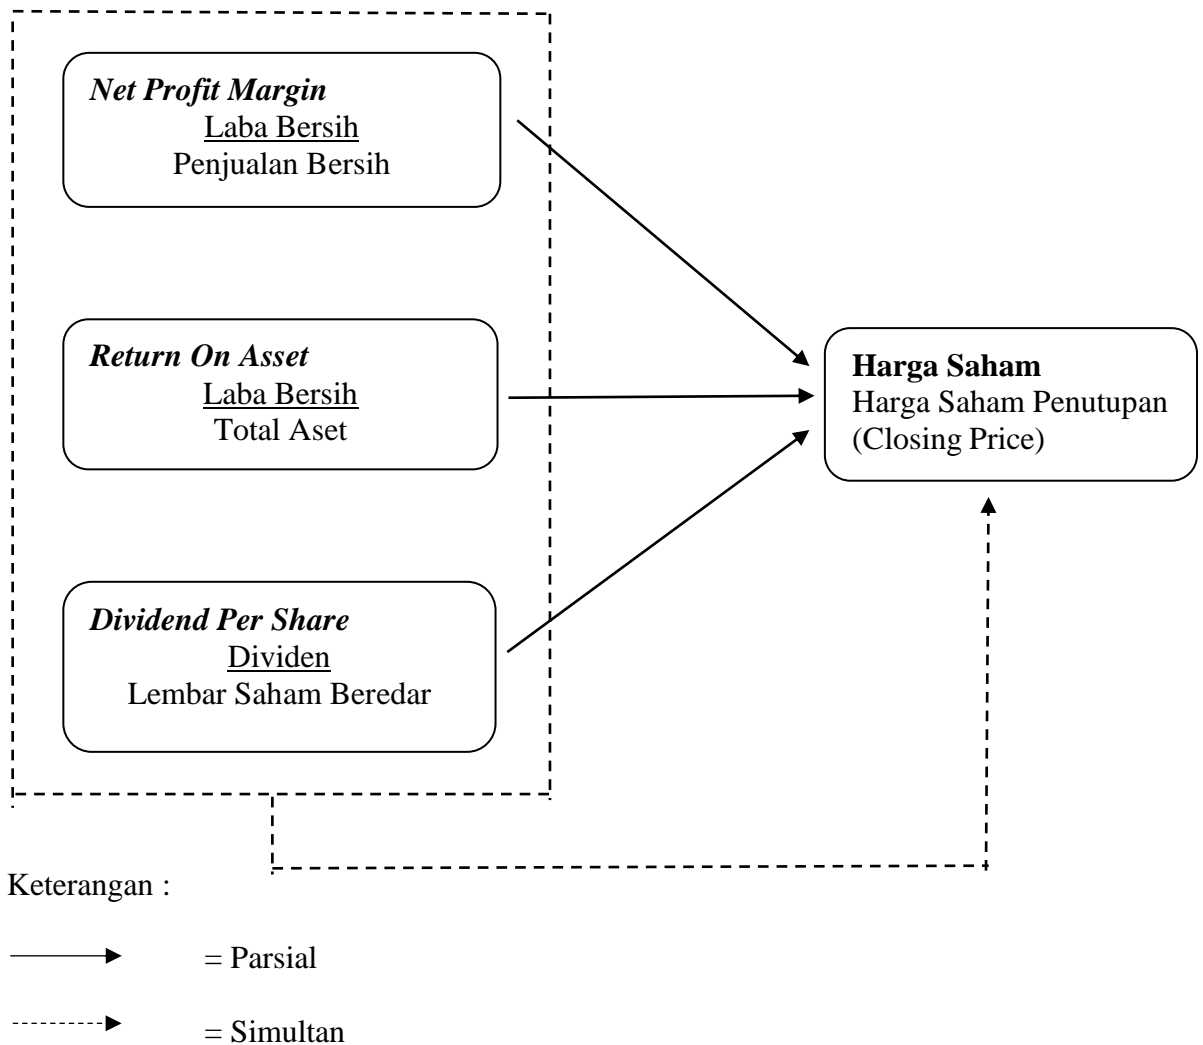 Net Profit Margin
Laba Bersih
Penjualan Bersih
Return On Asset
Laba Bersih
Total Aset
Harga Saham
Harga Saham Penutupan
(Closing Price)
Dividend Per Share
Dividen
Lembar Saham Beredar
Keterangan :
= Parsial
= Simultan